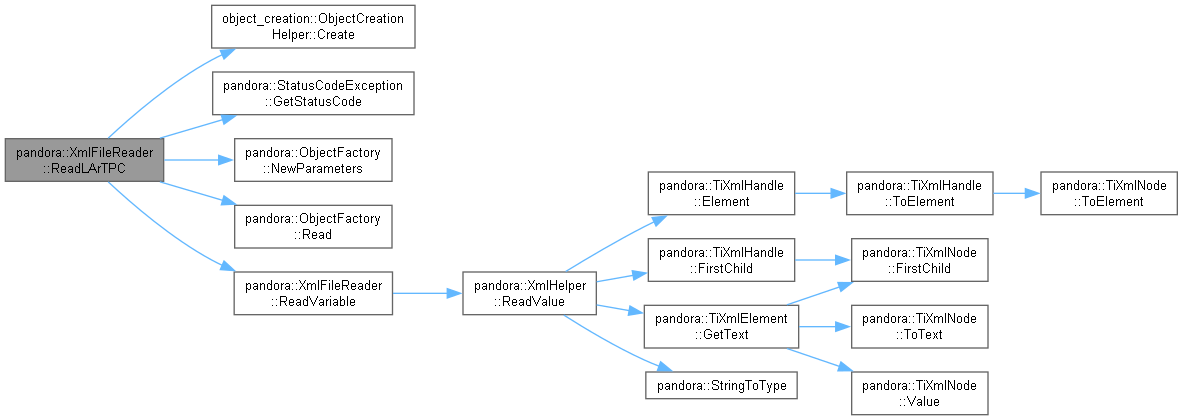 pandora::XmlFileReader
::ReadLArTPC
object_creation::ObjectCreation
Helper::Create
pandora::StatusCodeException
::GetStatusCode
pandora::ObjectFactory
::NewParameters
pandora::ObjectFactory
::Read
pandora::XmlFileReader
::ReadVariable
pandora::XmlHelper
::ReadValue
pandora::TiXmlHandle
::Element
pandora::TiXmlHandle
::FirstChild
pandora::TiXmlElement
::GetText
pandora::StringToType
pandora::TiXmlHandle
::ToElement
pandora::TiXmlNode
::FirstChild
pandora::TiXmlNode
::ToText
pandora::TiXmlNode
::Value
pandora::TiXmlNode
::ToElement